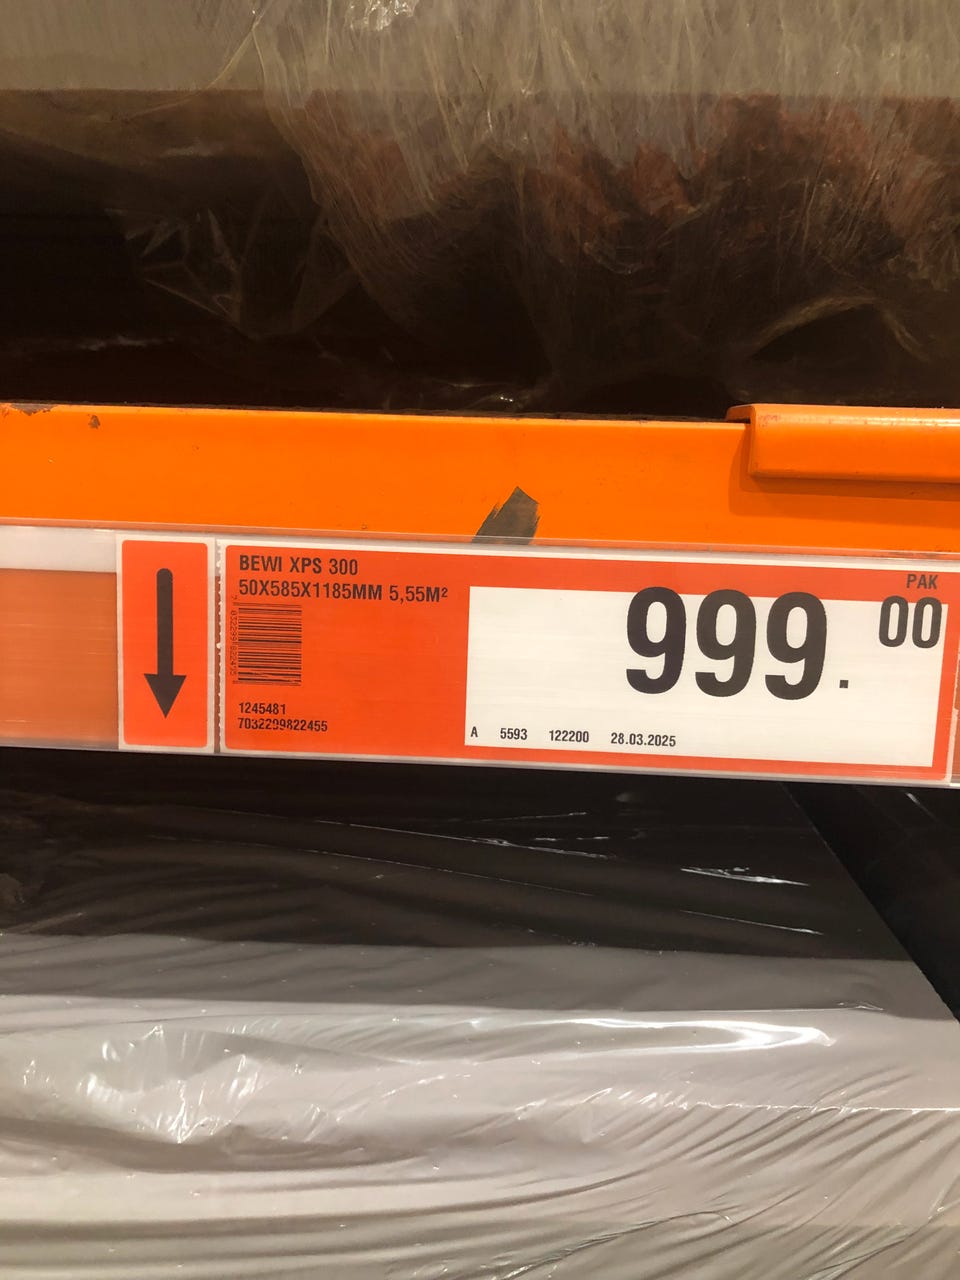 BEWI XPS 300
50X585X1185MM 5,55M²
PAK
999.00
1245481
7032299822455
A 5593 122200 28.03.2025